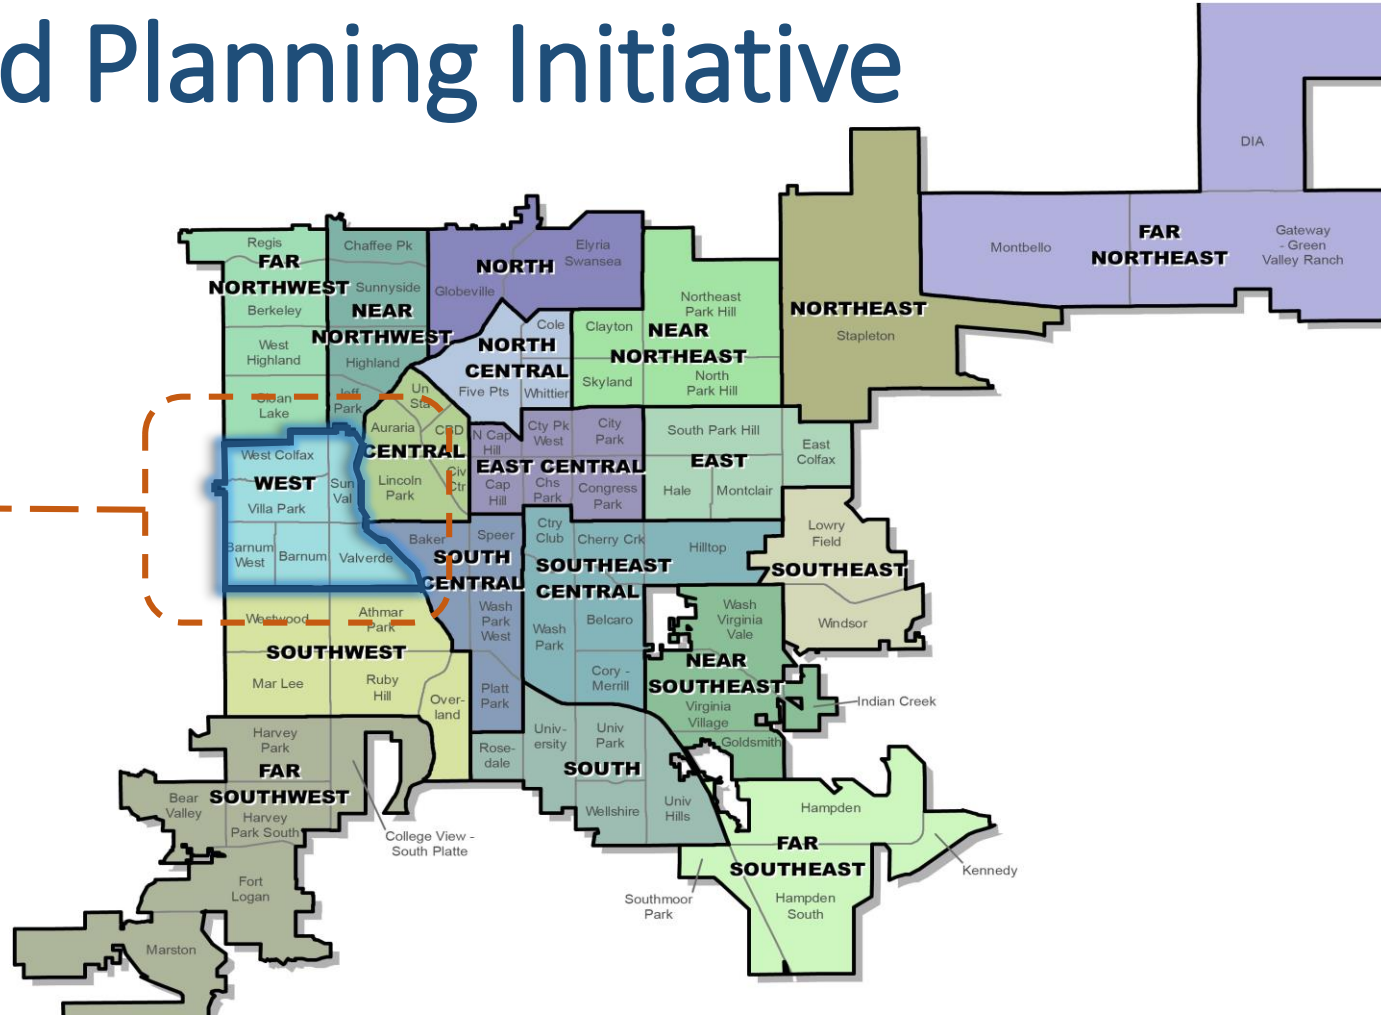 d Planning Initiative
DIA
Regis
FAR
NORTHWEST
Berkeley
West
Highland
Sloan
Lake
Chaffee Pk
Sunnyside
NEAR
NORTHWEST
Highland
Jeff
Park
NORTH
Elyria
Swansea
Globeville
Cole
NORTH
CENTRAL
Five Pts
Whittier
Northeast
Park Hill
Clayton
NEAR
NORTHEAST
Skyland
North
Park Hill
NORTHEAST
Stapleton
Montbello
FAR
NORTHEAST
Gateway
- Green
Valley Ranch
Un
Sta
Auraria
CBD
CENTRAL
Lincoln
Park
Civ
Ctr
N Cap
Hill
Cty Pk
West
City
Park
EAST CENTRAL
Cap
Hill
Chs
Park
Congress
Park
South Park Hill
EAST
Hale
Montclair
East
Colfax
West Colfax
WEST
Sun
Val
Villa Park
Barnum
West
Barnum
Valverde
Baker
Speer
SOUTH
CENTRAL
Wash
Park
West
Platt
Park
Ctry
Club
Cherry Crk
Hilltop
SOUTHEAST
CENTRAL
Wash
Park
Belcaro
Cory -
Merrill
Lowry
Field
SOUTHEAST
Windsor
Wash
Virginia
Vale
NEAR
SOUTHEAST
Virginia
Village
Goldsmith
Indian Creek
Westwood
Athmar
Park
SOUTHWEST
Mar Lee
Ruby
Hill
Over-
land
Rose-
dale
Univ-
ersity
Univ
Park
SOUTH
Wellshire
Univ
Hills
Harvey
Park
FAR
SOUTHWEST
Bear
Valley
Harvey
Park South
College View -
South Platte
Fort
Logan
Marston
Hampden
FAR
SOUTHEAST
Hampden
South
Kennedy
Southmoor
Park